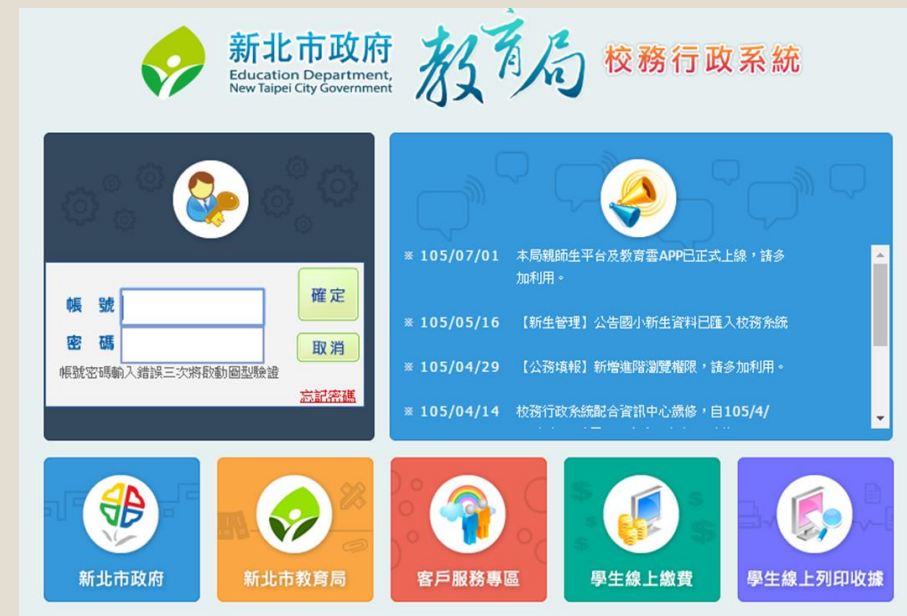 新北市政府
Education Department,
New Taipei City Government
教育局
校務行政系統
帳 號
密 碼
確定
取消
帳號密碼輸入錯誤三次將啟動圖型驗證
忘記密碼
※ 105/07/01 本局親師生平台及教育雲APP已正式上線，請多
加利用。
※ 105/05/16 【新生管理】公告國小新生資料已匯入校務系統
※ 105/04/29 【公務填報】新增進階瀏覽權限，請多加利用。
※ 105/04/14 校務行政系統配合資訊中心歲修，自105/4/
新北市政府
新北市教育局
客戶服務專區
學生線上繳費
學生線上列印收據